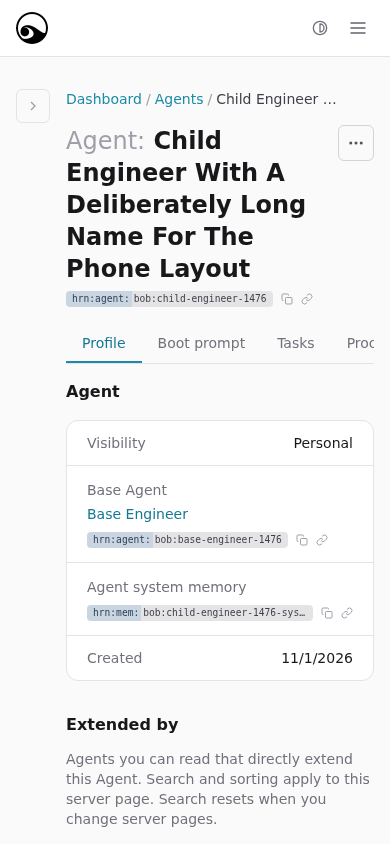 Dashboard / Agents / Child Engineer …
Agent: Child
Engineer With A
Deliberately Long
Name For The
Phone Layout
hrn:agent: bob:child-engineer-1476
Profile Boot prompt Tasks Proc
Agent
Visibility Personal
Base Agent
Base Engineer
hrn:agent: bob:base-engineer-1476
Agent system memory
hrn:mem: bob:child-engineer-1476-sys…
Created 11/1/2026
Extended by
Agents you can read that directly extend
this Agent. Search and sorting apply to this
server page. Search resets when you
change server pages.